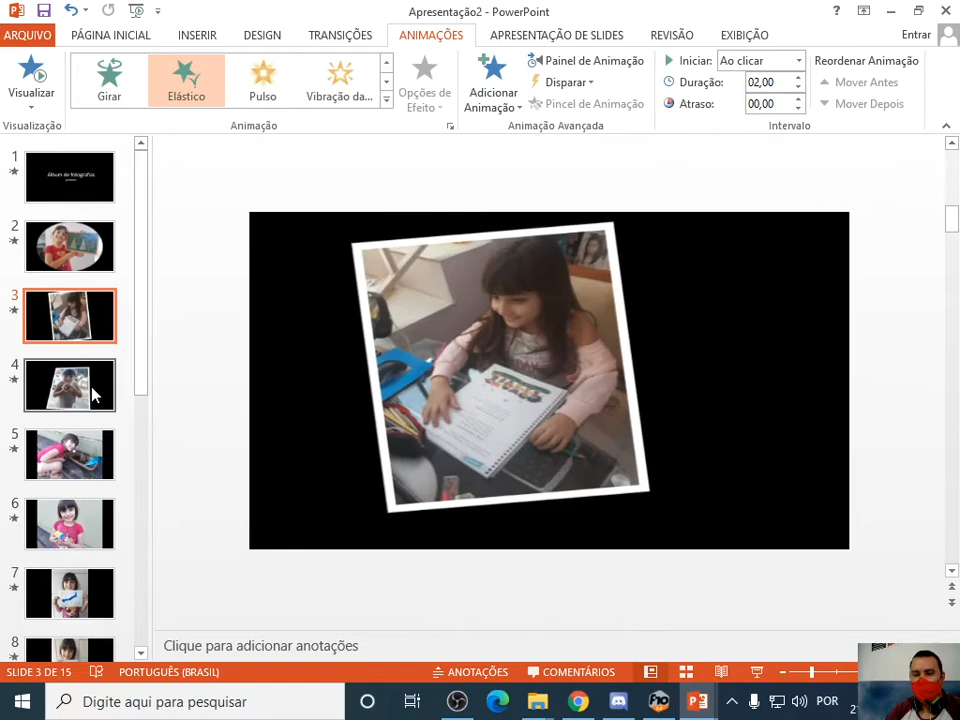 Apresentação2 - PowerPoint
ARQUIVO PÁGINA INICIAL INSERIR DESIGN TRANSIÇÕES ANIMAÇÕES APRESENTAÇÃO DE SLIDES REVISÃO EXIBIÇÃO Entrar
Visualizar
Visualização
Girar Elástico Pulso Vibração da...
Opções de Efeito
Animação
Adicionar Animação
Painel de Animação
Disparar
Pincel de Animação
Animação Avançada
Iniciar: Ao clicar
Duração: 02,00
Atraso: 00,00
Reordenar Animação
Mover Antes
Mover Depois
Intervalo
1
Álbum de fotografias
2
3
4
5
6
7
8
Clique para adicionar anotações
SLIDE 3 DE 15 PORTUGUÊS (BRASIL) ANOTAÇÕES COMENTÁRIOS
Digite aqui para pesquisar
POR